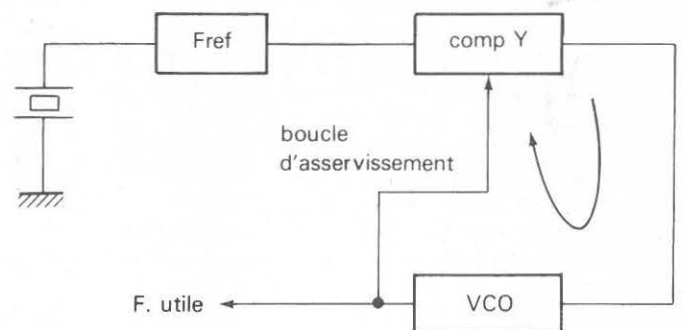 Fref
comp Y
boucle
d'asservissement
F. utile
VCO